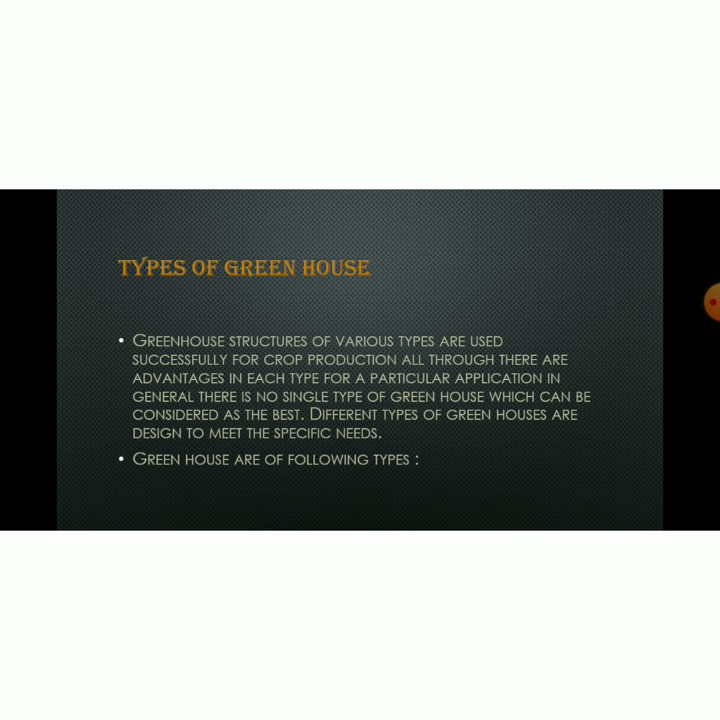 TYPES OF GREEN HOUSE
• GREENHOUSE STRUCTURES OF VARIOUS TYPES ARE USED
SUCCESSFULLY FOR CROP PRODUCTION ALL THROUGH THERE ARE
ADVANTAGES IN EACH TYPE FOR A PARTICULAR APPLICATION IN
GENERAL THERE IS NO SINGLE TYPE OF GREEN HOUSE WHICH CAN BE
CONSIDERED AS THE BEST. DIFFERENT TYPES OF GREEN HOUSES ARE
DESIGN TO MEET THE SPECIFIC NEEDS.
• GREEN HOUSE ARE OF FOLLOWING TYPES :